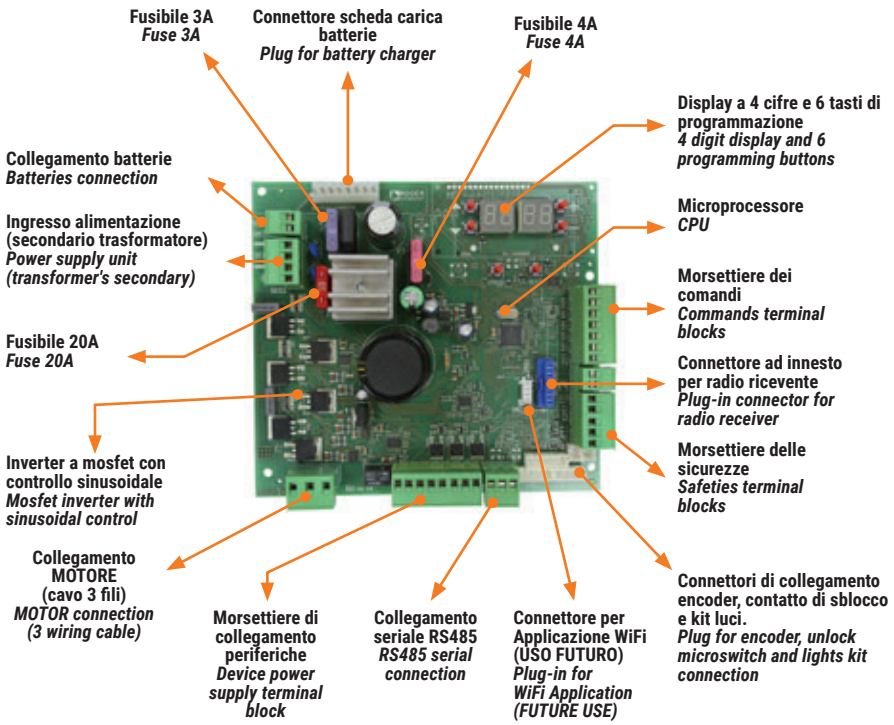 Fusibile 3A
Fuse 3A
Connettore scheda carica
batterie
Plug for battery charger
Fusibile 4A
Fuse 4A
Display a 4 cifre e 6 tasti di
programmazione
4 digit display and 6
programming buttons
Collegamento batterie
Batteries connection
Microprocessore
CPU
Ingresso alimentazione
(secondario trasformatore)
Power supply unit
(transformer's secondary)
Morsettiere dei
comandi
Commands terminal
blocks
Fusibile 20A
Fuse 20A
Connettore ad innesto
per radio ricevente
Plug-in connector for
radio receiver
Inverter a mosfet con
controllo sinusoidale
Mosfet inverter with
sinusoidal control
Morsettiere delle
sicurezze
Safeties terminal
blocks
Collegamento
MOTORE
(cavo 3 fili)
MOTOR connection
(3 wiring cable)
Morsettiere di
collegamento
periferiche
Device power
supply terminal
block
Collegamento
seriale RS485
RS485 serial
connection
Connettore per
Applicazione WiFi
(USO FUTURO)
Plug-in for
WiFi Application
(FUTURE USE)
Connettori di collegamento
encoder, contatto di sblocco
e kit luci.
Plug for encoder, unlock
microswitch and lights kit
connection